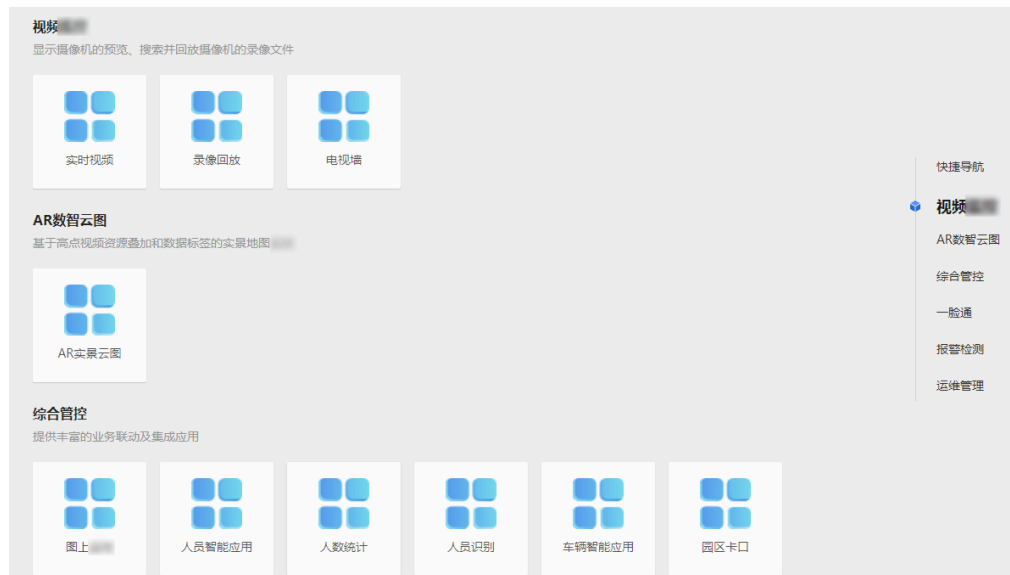 视频
显示摄像机的预览、搜索并回放摄像机的录像文件
实时视频
录像回放
电视墙
AR数智云图
基于高点视频资源叠加和数据标签的实景地图
AR实景云图
综合管控
提供丰富的业务联动及集成应用
图上
人员智能应用
人数统计
人员识别
车辆智能应用
园区卡口
快捷导航
视频
AR数智云图
综合管控
一脸通
报警检测
运维管理